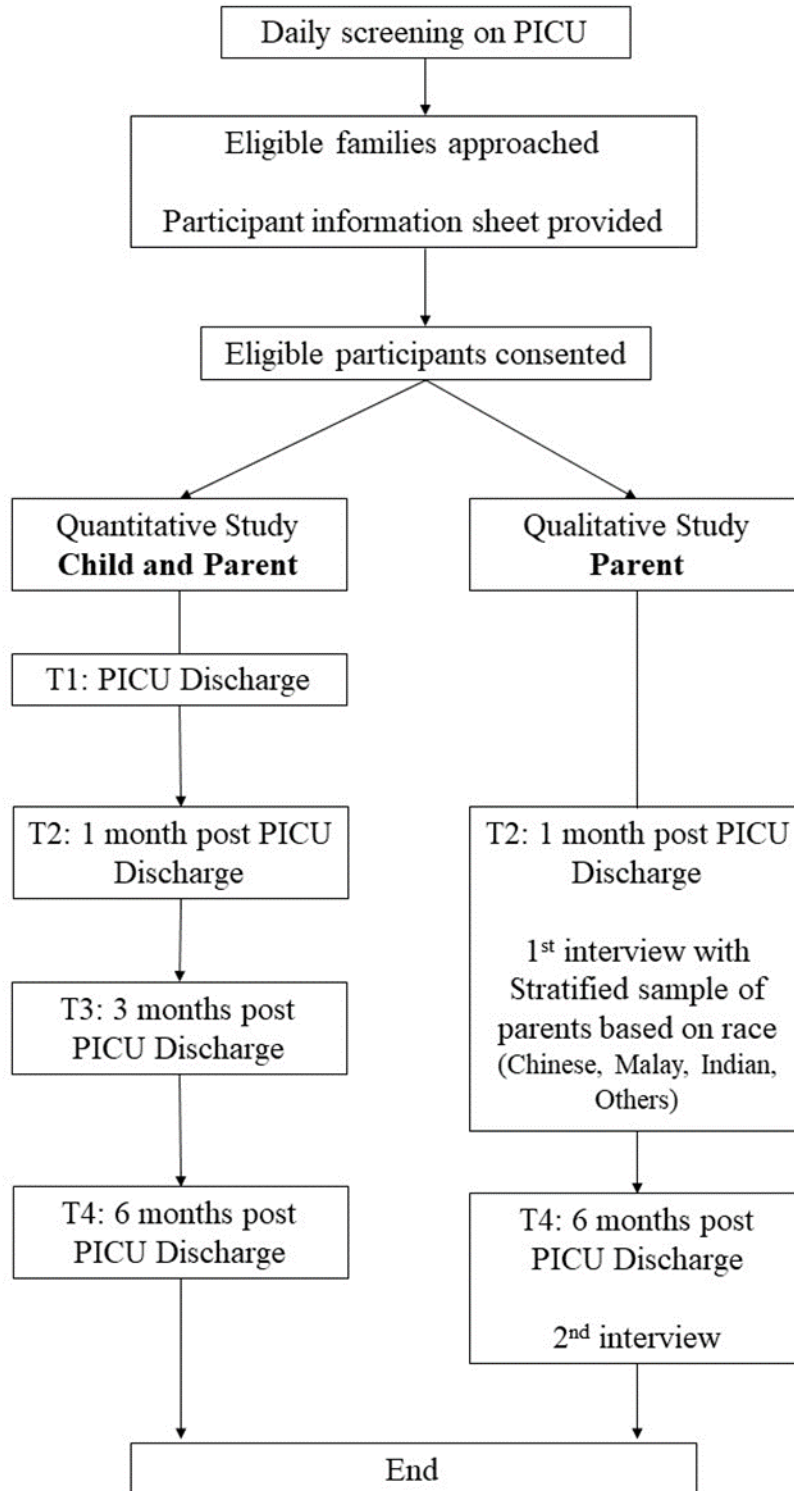 Daily screening on PICU
Eligible families approached
Participant information sheet provided
Eligible participants consented
Quantitative Study
Child and Parent
Qualitative Study
Parent
T1: PICU Discharge
T2: 1 month post PICU
Discharge
T2: 1 month post PICU
Discharge
1st interview with
Stratified sample of
parents based on race
(Chinese, Malay, Indian,
Others)
T3: 3 months post
PICU Discharge
T4: 6 months post
PICU Discharge
T4: 6 months post
PICU Discharge
2nd interview
End